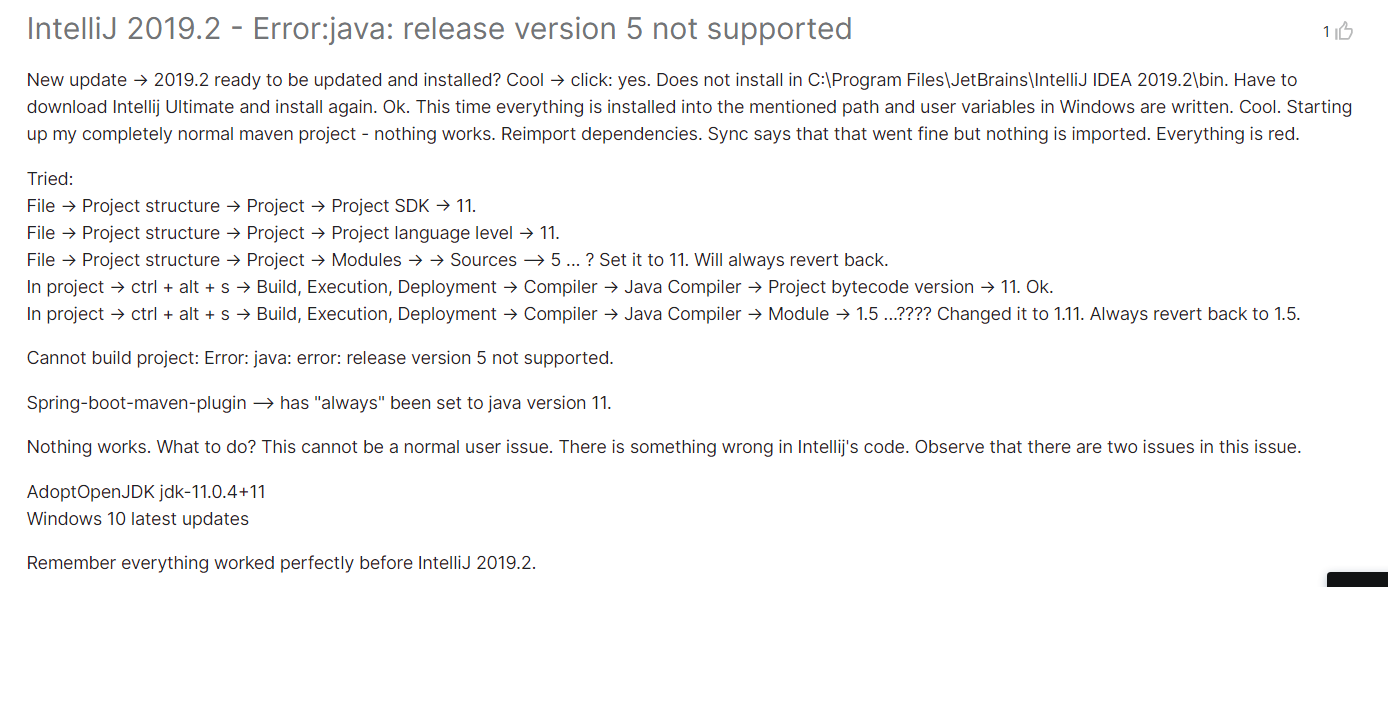 IntelliJ 2019.2 - Error:java: release version 5 not supported
1
New update → 2019.2 ready to be updated and installed? Cool → click: yes. Does not install in C:\Program Files\JetBrains\IntelliJ IDEA 2019.2\bin. Have to
download Intellij Ultimate and install again. Ok. This time everything is installed into the mentioned path and user variables in Windows are written. Cool. Starting
up my completely normal maven project - nothing works. Reimport dependencies. Sync says that that went fine but nothing is imported. Everything is red.
Tried:
File → Project structure → Project → Project SDK → 11.
File → Project structure → Project → Project language level → 11.
File → Project structure → Project → Modules → → Sources —> 5 ... ? Set it to 11. Will always revert back.
In project → ctrl + alt + s → Build, Execution, Deployment → Compiler → Java Compiler → Project bytecode version → 11. Ok.
In project → ctrl + alt + s → Build, Execution, Deployment → Compiler → Java Compiler → Module → 1.5 ...???? Changed it to 1.11. Always revert back to 1.5.
Cannot build project: Error: java: error: release version 5 not supported.
Spring-boot-maven-plugin —> has "always" been set to java version 11.
Nothing works. What to do? This cannot be a normal user issue. There is something wrong in Intellij's code. Observe that there are two issues in this issue.
AdoptOpenJDK jdk-11.0.4+11
Windows 10 latest updates
Remember everything worked perfectly before IntelliJ 2019.2.